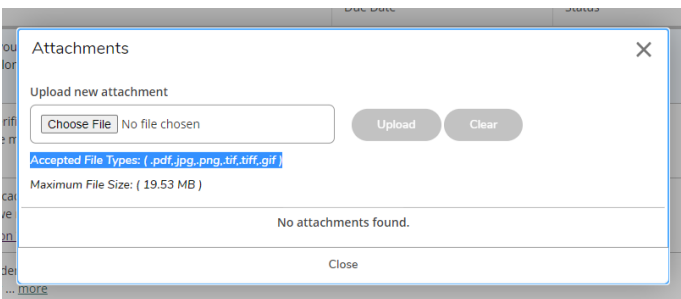 Due Date Status
Attachments
Upload new attachment
Choose File No file chosen Upload Clear
Accepted File Types: ( .pdf,.jpg,.png,.tif,.tiff,.gif )
Maximum File Size: ( 19.53 MB )
No attachments found.
Close
... more